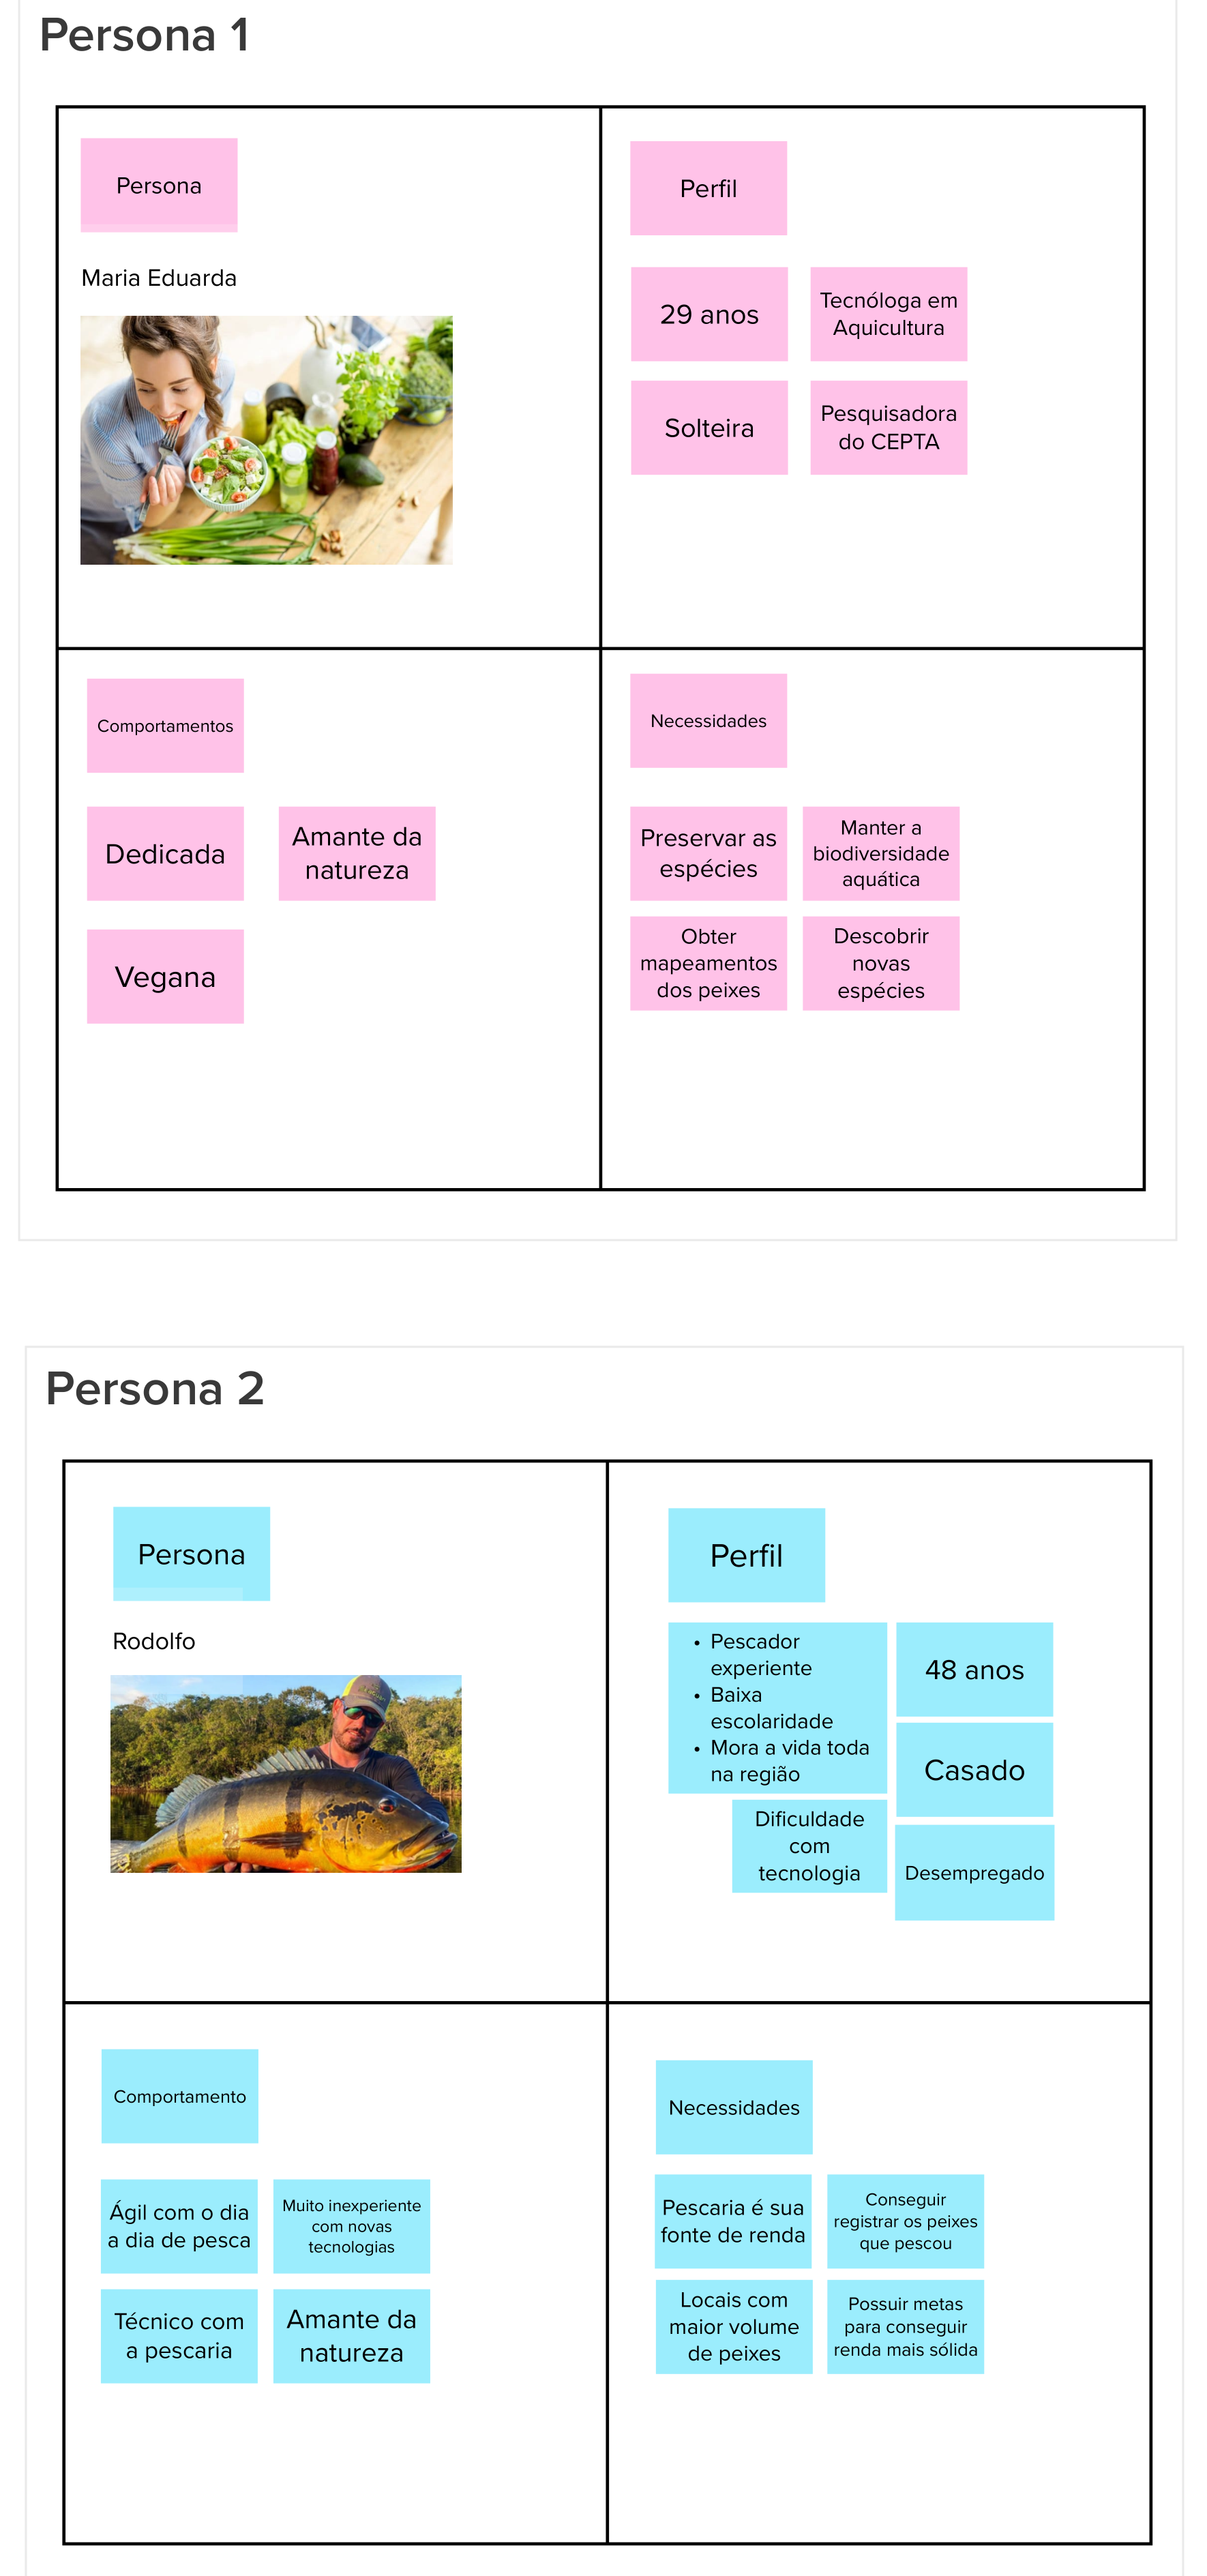 Persona 1
Persona
Maria Eduarda
Perfil
29 anos
Tecnóloga em
Aquicultura
Solteira
Pesquisadora
do CEPTA
Comportamentos
Dedicada
Amante da
natureza
Vegana
Necessidades
Preservar as
espécies
Manter a
biodiversidade
aquática
Obter
mapeamentos
dos peixes
Descobrir
novas
espécies
Persona 2
Persona
Rodolfo
Perfil
• Pescador
experiente
• Baixa
escolaridade
• Mora a vida toda
na região
48 anos
Casado
Dificuldade
com
tecnologia
Desempregado
Comportamento
Ágil com o dia
a dia de pesca
Muito inexperiente
com novas
tecnologias
Técnico com
a pescaria
Amante da
natureza
Necessidades
Pescaria é sua
fonte de renda
Conseguir
registrar os peixes
que pescou
Locais com
maior volume
de peixes
Possuir metas
para conseguir
renda mais sólida